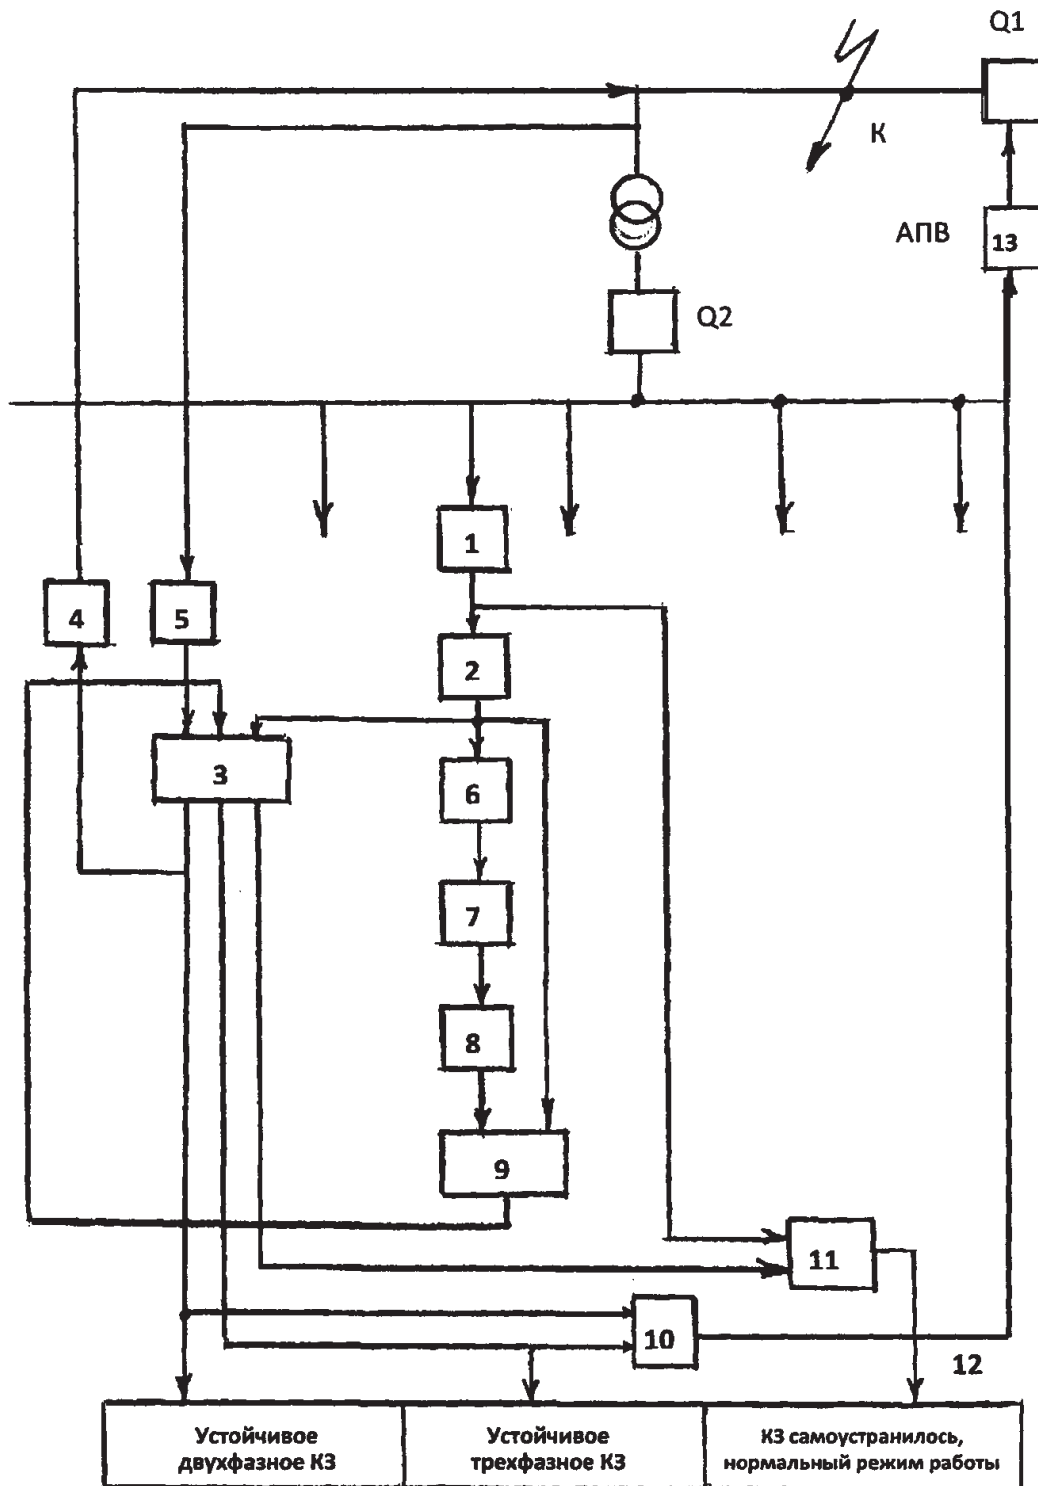 Q1
К
АПВ
13
Q2
1
4
5
2
3
6
7
8
9
11
10
12
Устойчивое
двухфазное КЗ
Устойчивое
трехфазное КЗ
КЗ самоустранилось,
нормальный режим работы